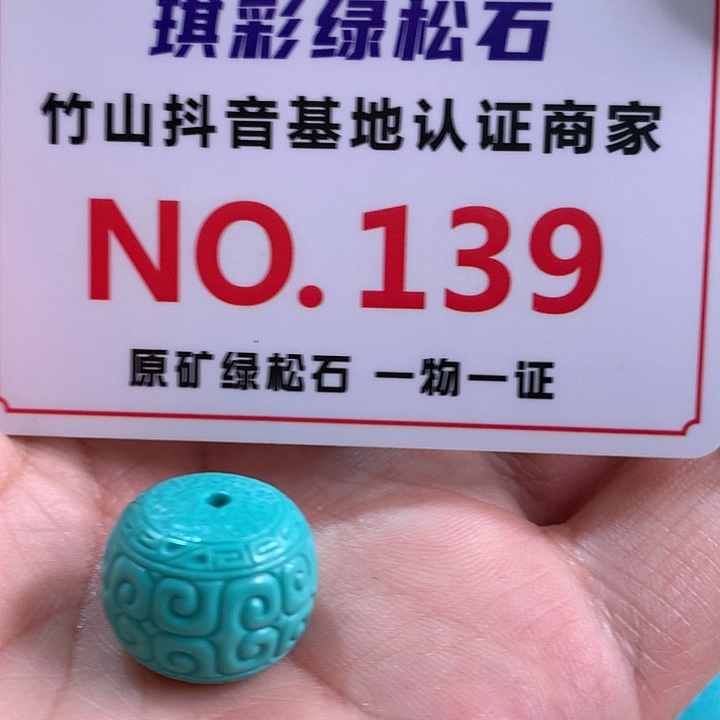 琪彩绿松石
竹山抖音基地认证商家
NO.139
原矿绿松石 一物一证